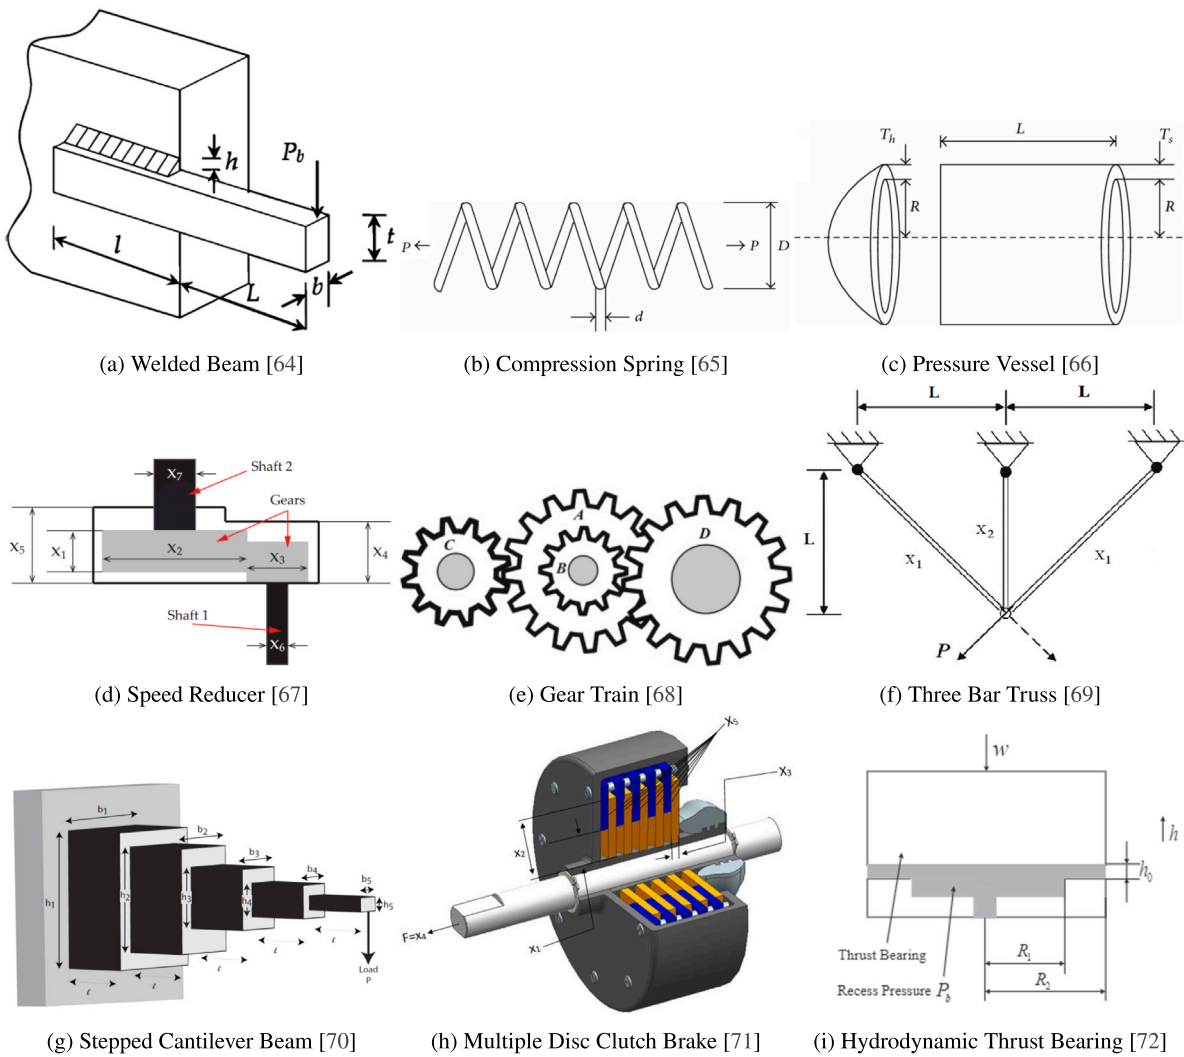 h
P_b
t
l
L
b
(a) Welded Beam [64]
P
P
D
d
(b) Compression Spring [65]
T_h
L
T_s
R
R
(c) Pressure Vessel [66]
X_7
Shaft 2
Gears
X_5
X_1
X_2
X_3
X_4
Shaft 1
X_6
(d) Speed Reducer [67]
C
A
B
D
(e) Gear Train [68]
L
L
L
X_1
X_2
X_1
P
(f) Three Bar Truss [69]
b_1
b_2
b_3
b_4
b_5
h_1
h_2
h_3
h_4
h_5
ℓ
ℓ
ℓ
ℓ
ℓ
Load
P
(g) Stepped Cantilever Beam [70]
X_5
X_3
X_2
F=X_4
X_1
(h) Multiple Disc Clutch Brake [71]
w
h
h_0
Thrust Bearing
Recess Pressure P_b
R_1
R_2
(i) Hydrodynamic Thrust Bearing [72]